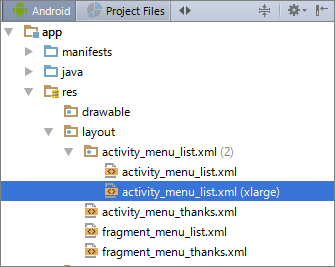 Android Project Files
app
manifests
java
res
drawable
layout
activity_menu_list.xml (2)
activity_menu_list.xml
activity_menu_list.xml (xlarge)
activity_menu_thanks.xml
fragment_menu_list.xml
fragment_menu_thanks.xml